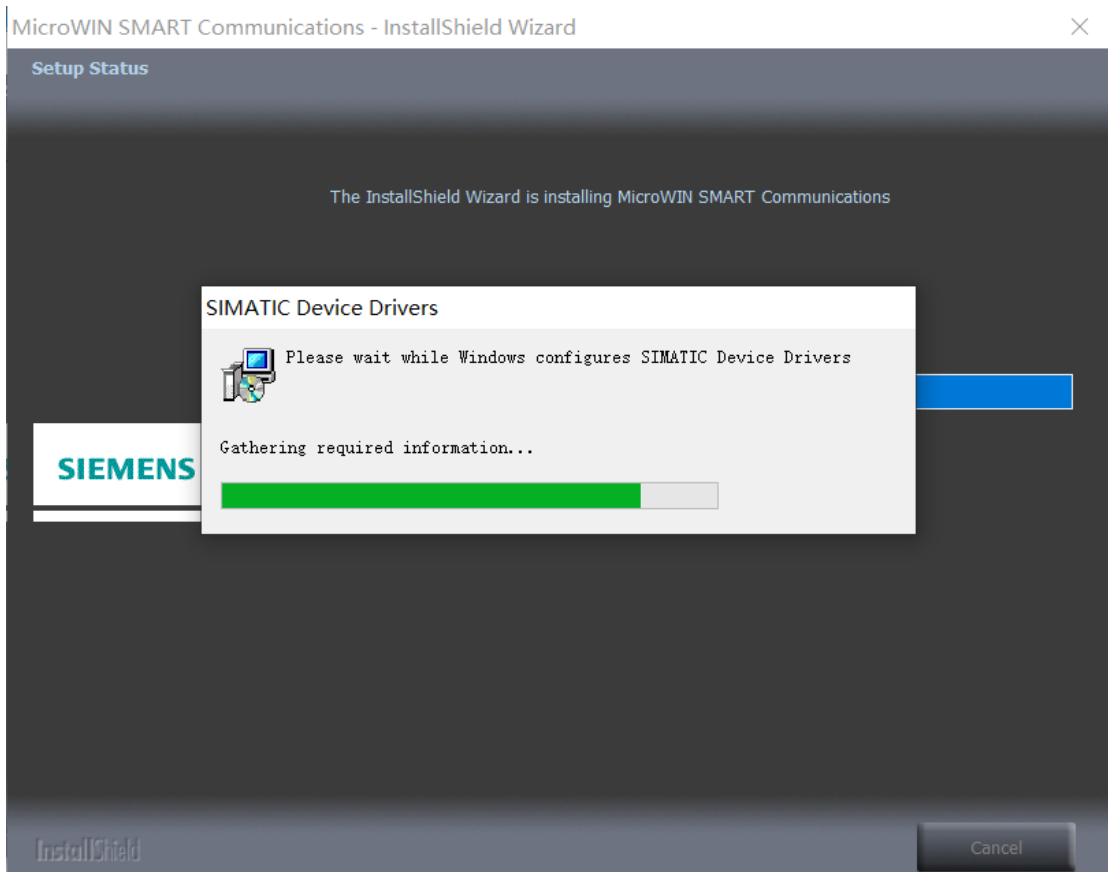 MicroWIN SMART Communications - InstallShield Wizard
Setup Status
The InstallShield Wizard is installing MicroWIN SMART Communications
SIMATIC Device Drivers
Please wait while Windows configures SIMATIC Device Drivers
Gathering required information...
SIEMENS
InstallShield
Cancel